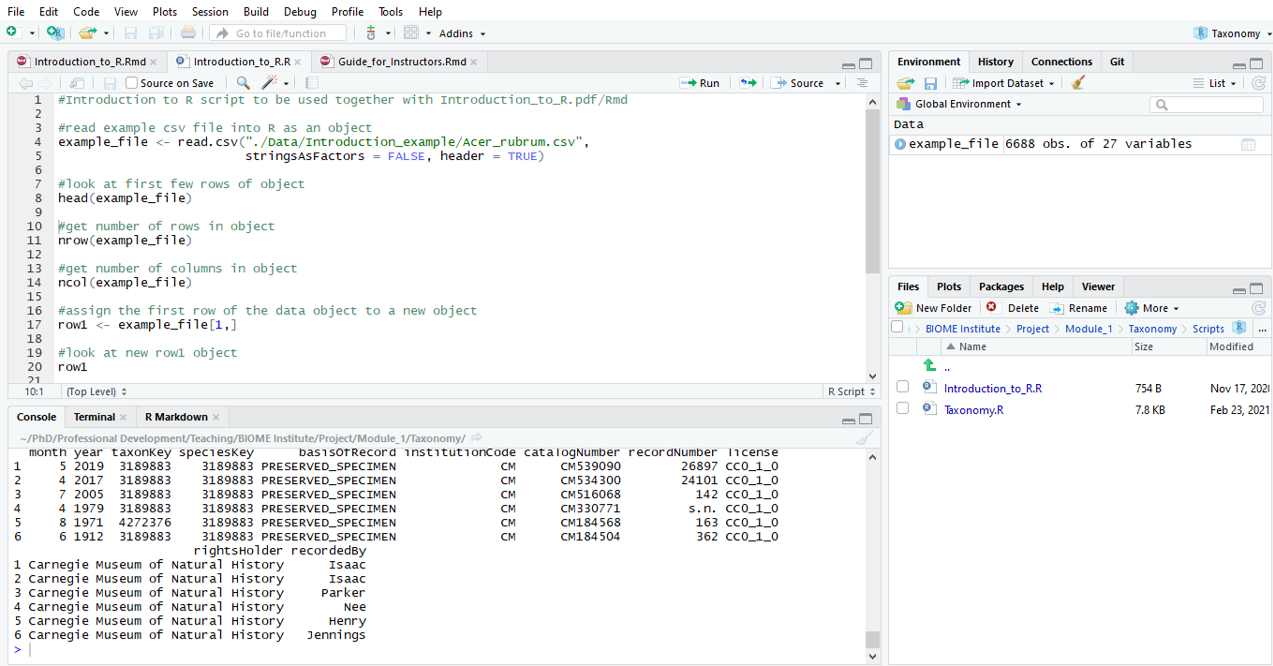 File Edit Code View Plots Session Build Debug Profile Tools Help
Go to file/function Addins Taxonomy
Introduction_to_R.Rmd Introduction_to_R.R Guide_for_Instructors.Rmd
Source on Save Run Source
1 #Introduction to R script to be used together with Introduction_to_R.pdf/Rmd
2
3 #read example csv file into R as an object
4 example_file <- read.csv("./Data/Introduction_example/Acer_rubrum.csv",
5 stringsAsFactors = FALSE, header = TRUE)
6
7 #look at first few rows of object
8 head(example_file)
9
10 #get number of rows in object
11 nrow(example_file)
12
13 #get number of columns in object
14 ncol(example_file)
15
16 #assign the first row of the data object to a new object
17 row1 <- example_file[1,]
18
19 #look at new row1 object
20 row1
21
10:1 (Top Level) R Script
Console Terminal R Markdown
~/PhD/Professional Development/Teaching/BIOME Institute/Project/Module_1/Taxonomy/
month year taxonKey speciesKey basisOfRecord institutionCode catalogNumber recordNumber license
1 5 2019 3189883 3189883 PRESERVED_SPECIMEN CM CM539090 26897 CC0_1_0
2 4 2017 3189883 3189883 PRESERVED_SPECIMEN CM CM534300 24101 CC0_1_0
3 7 2005 3189883 3189883 PRESERVED_SPECIMEN CM CM516068 142 CC0_1_0
4 4 1979 3189883 3189883 PRESERVED_SPECIMEN CM CM330771 s.n. CC0_1_0
5 8 1971 4272376 3189883 PRESERVED_SPECIMEN CM CM184568 163 CC0_1_0
6 6 1912 3189883 3189883 PRESERVED_SPECIMEN CM CM184504 362 CC0_1_0
rightsHolder recordedBy
1 Carnegie Museum of Natural History Isaac
2 Carnegie Museum of Natural History Isaac
3 Carnegie Museum of Natural History Parker
4 Carnegie Museum of Natural History Nee
5 Carnegie Museum of Natural History Henry
6 Carnegie Museum of Natural History Jennings
>
Environment History Connections Git
Import Dataset List
Global Environment
Data
example_file 6688 obs. of 27 variables
Files Plots Packages Help Viewer
New Folder Delete Rename More
BIOME Institute Project Module_1 Taxonomy Scripts ...
Name Size Modified
..
Introduction_to_R.R 754 B Nov 17, 202
Taxonomy.R 7.8 KB Feb 23, 2021